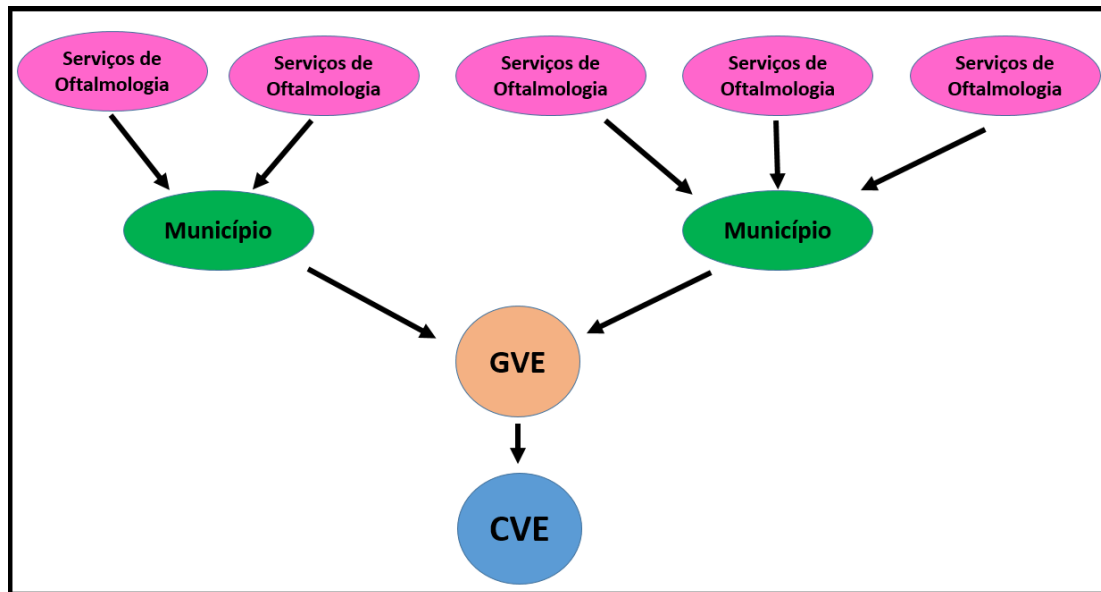 Serviços de
Oftalmologia
Serviços de
Oftalmologia
Serviços de
Oftalmologia
Serviços de
Oftalmologia
Serviços de
Oftalmologia
Município
Município
GVE
CVE